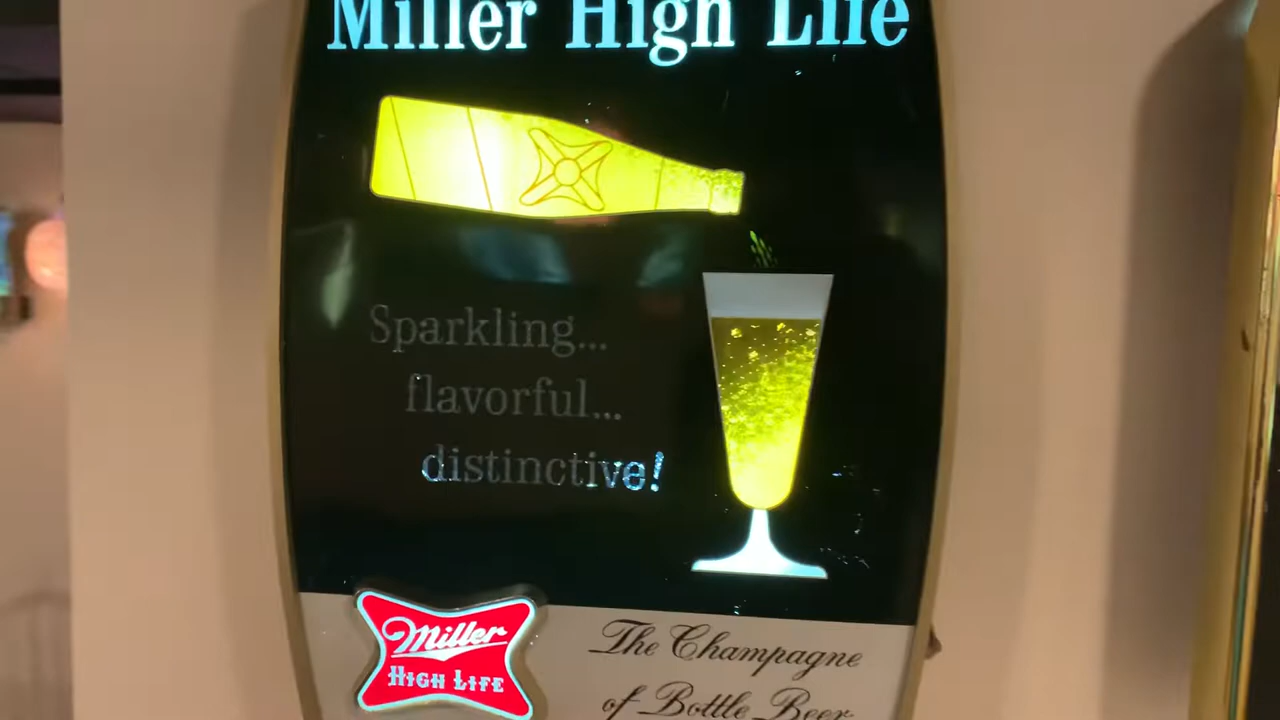 Miller High Life
Sparkling...
flavorful...
distinctive!
Miller
HIGH LIFE
The Champagne
of Bottle Beer